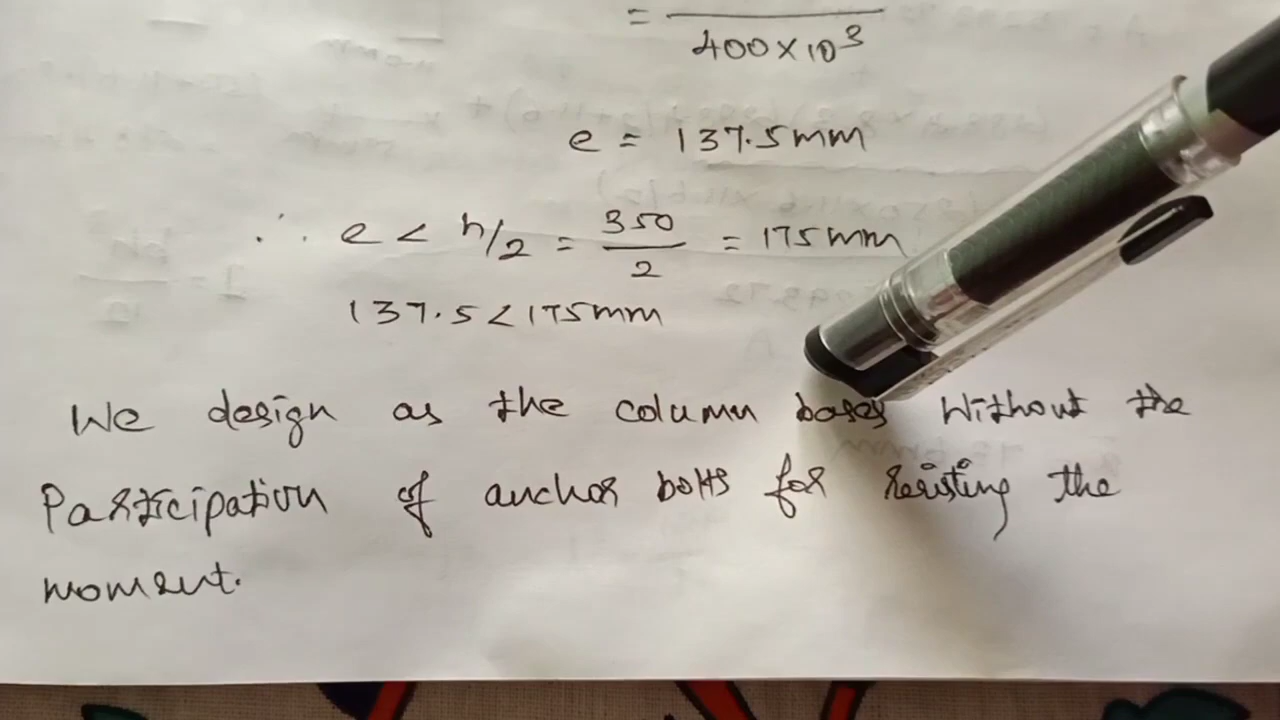 = ―
400×10³
e = 137.5mm
∴ e < h/2 = 350/2 = 175mm
137.5<175mm
We design as the column bases Without the
Participation of anchor bolts for resisting the
moment.